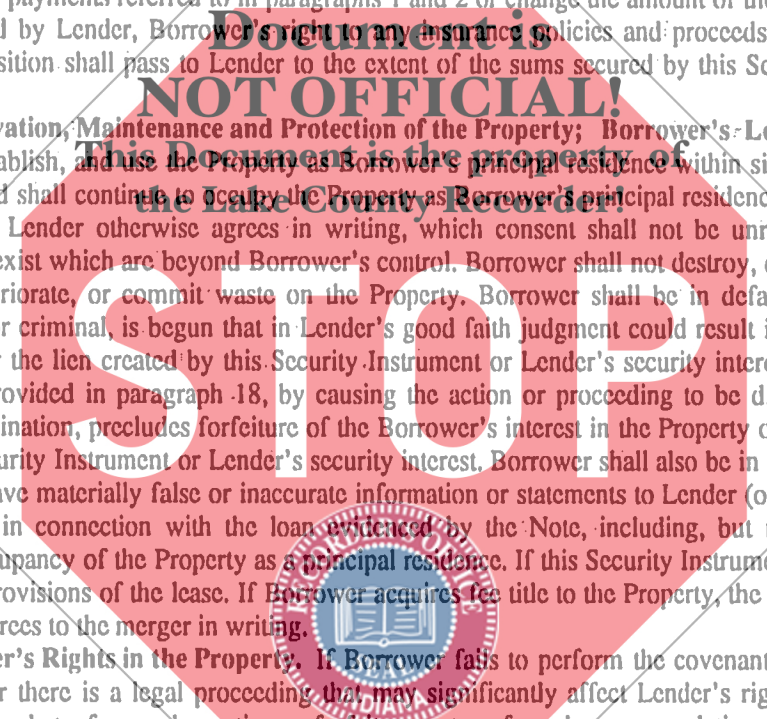 payments referred to in paragraphs 1 and 2 or change the amount of the
d by Lender, Borrower's right to any insurance policies and proceeds
sition shall pass to Lender to the extent of the sums secured by this Sc
vation, Maintenance and Protection of the Property; Borrower's Lo
ablish, and use the Property as Borrower's principal residence within si
d shall continue to occupy the Property as Borrower's principal residenc
Lender otherwise agrees in writing, which consent shall not be unr
exist which are beyond Borrower's control. Borrower shall not destroy,
riorate, or commit waste on the Property. Borrower shall be in defa
r criminal, is begun that in Lender's good faith judgment could result i
the lien created by this Security Instrument or Lender's security intere
rovided in paragraph 18, by causing the action or proceeding to be d
ination, precludes forfeiture of the Borrower's interest in the Property o
urity Instrument or Lender's security interest. Borrower shall also be in
ave materially false or inaccurate information or statements to Lender (o
in connection with the loan evidenced by the Note, including, but
upancy of the Property as a principal residence. If this Security Instrume
rovisions of the lease. If Borrower acquires fee title to the Property, the
rees to the merger in writing.
er's Rights in the Property. If Borrower fails to perform the covenant
r there is a legal proceeding that may significantly affect Lender's rig
Document is
NOT OFFICIAL!
This Document is the property of
the Lake County Recorder!
STOP
SEAL
INDIANA